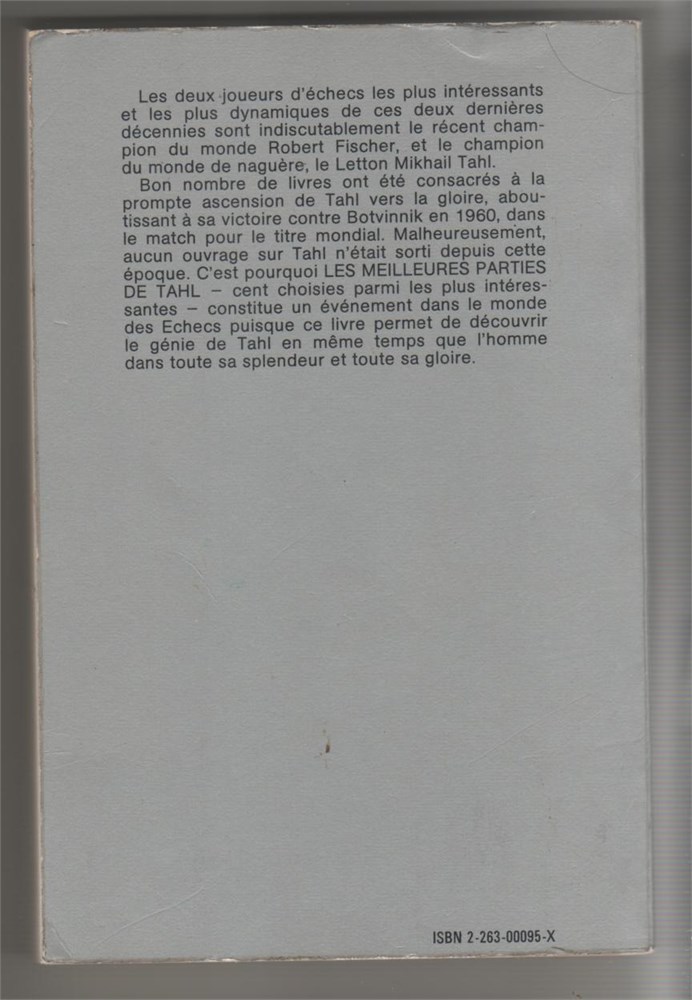 Les deux joueurs d'échecs les plus intéressants
et les plus dynamiques de ces deux dernières
décennies sont indiscutablement le récent cham-
pion du monde Robert Fischer, et le champion
du monde de naguère, le Letton Mikhail Tahl.
Bon nombre de livres ont été consacrés à la
prompte ascension de Tahl vers la gloire, abou-
tissant à sa victoire contre Botvinnik en 1960, dans
le match pour le titre mondial. Malheureusement,
aucun ouvrage sur Tahl n'était sorti depuis cette
époque. C'est pourquoi LES MEILLEURES PARTIES
DE TAHL – cent choisies parmi les plus intéres-
santes – constitue un événement dans le monde
des Echecs puisque ce livre permet de découvrir
le génie de Tahl en même temps que l'homme
dans toute sa splendeur et toute sa gloire.
ISBN 2-263-00095-X